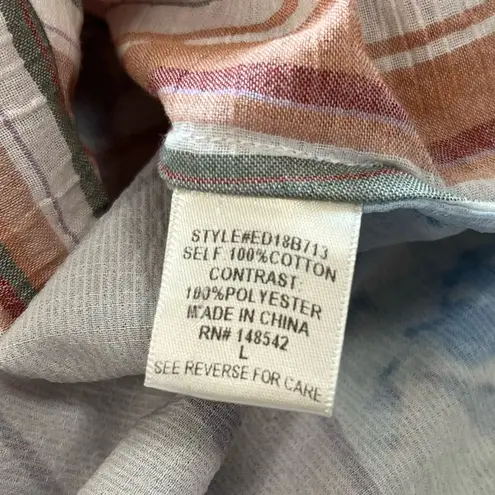 STYLE#ED18B713
SELF 100%COTTON
CONTRAST:
100%POLYESTER
MADE IN CHINA
RN# 148542
L
SEE REVERSE FOR CARE